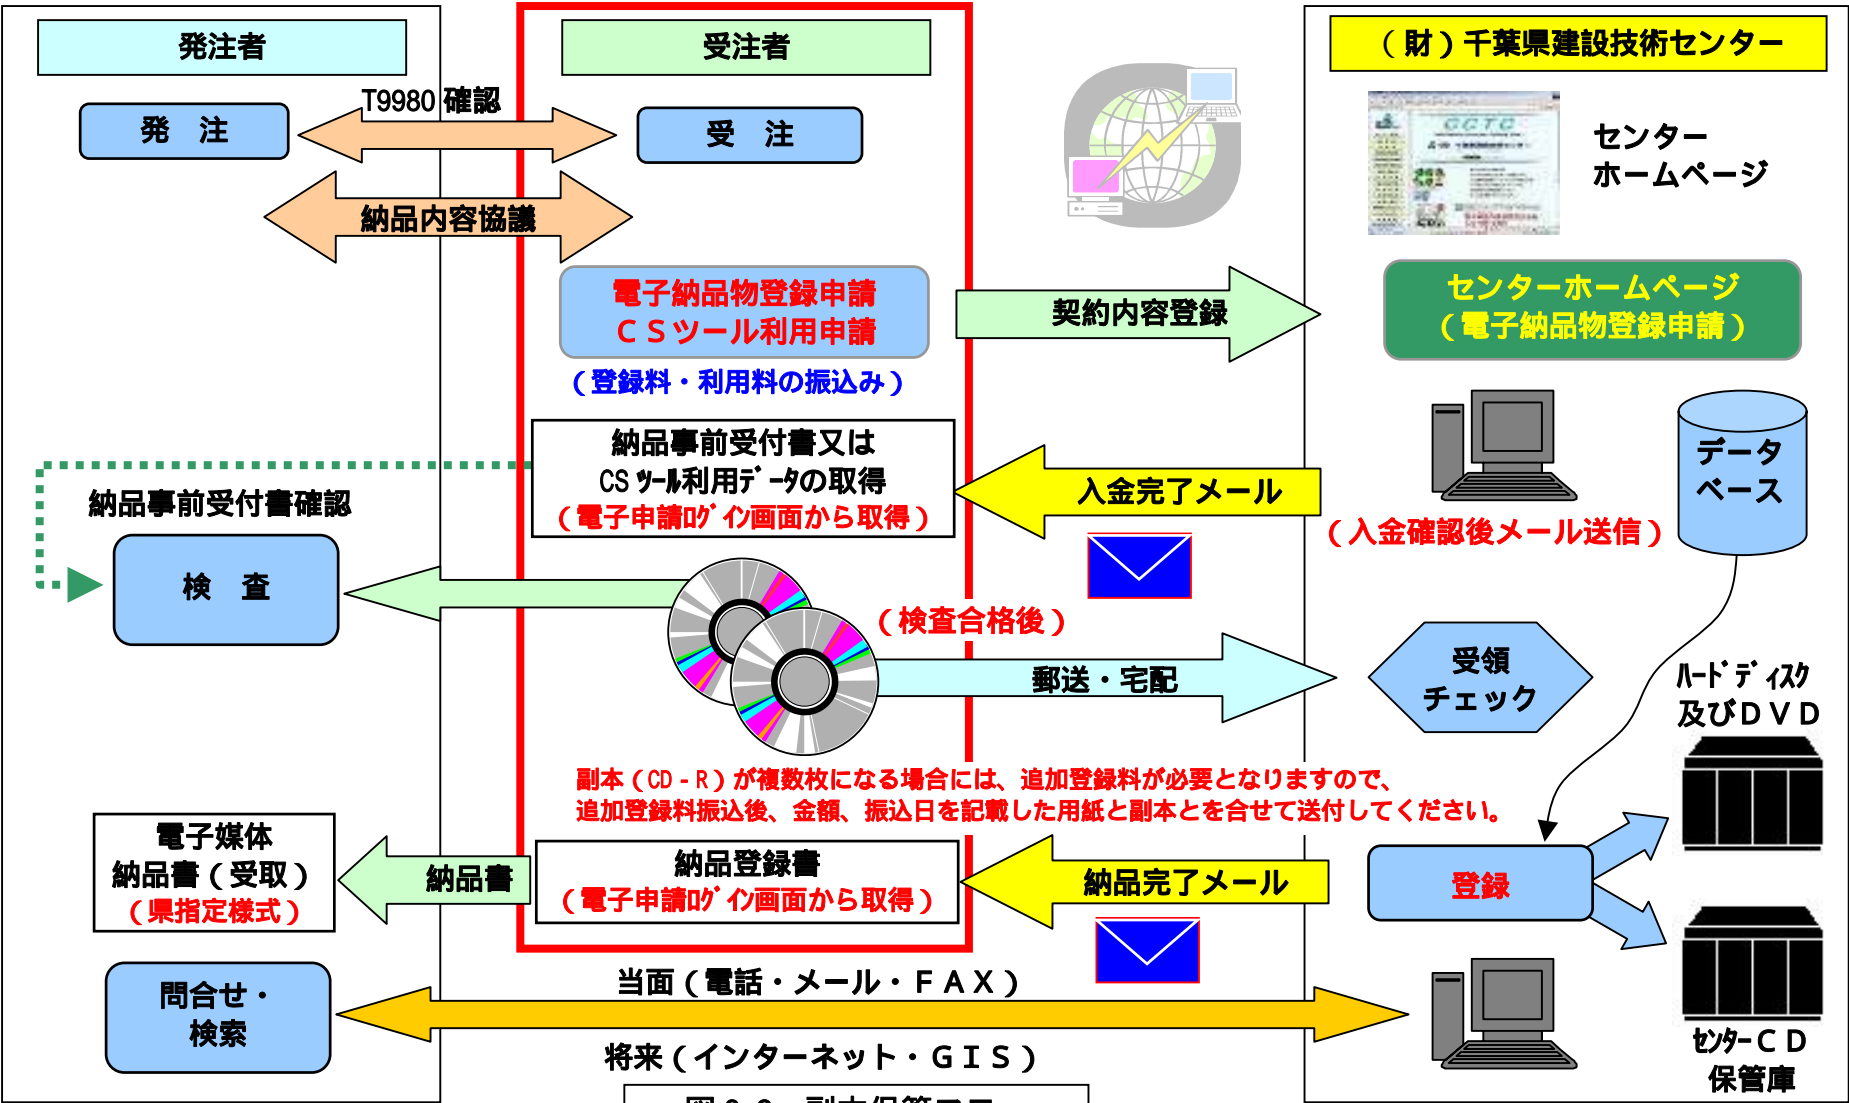 発注者
受注者
（財）千葉県建設技術センター
T9980 確認
発　注
受　注
センター
ホームページ
CCTC
納品内容協議
電子納品物登録申請
ＣＳツール利用申請
（登録料・利用料の振込み）
契約内容登録
センターホームページ
（電子納品物登録申請）
納品事前受付書又は
CS ﾂｰﾙ利用ﾃﾞｰﾀの取得
（電子申請ﾛｸﾞｲﾝ画面から取得）
入金完了メール
（入金確認後メール送信）
データ
ベース
納品事前受付書確認
検　査
（検査合格後）
郵送・宅配
受領
チェック
ﾊｰﾄﾞﾃﾞｨｽｸ
及びＤＶＤ
副本（CD‐R）が複数枚になる場合には、追加登録料が必要となりますので、
追加登録料振込後、金額、振込日を記載した用紙と副本とを合せて送付してください。
電子媒体
納品書（受取）
（県指定様式）
納品書
納品登録書
（電子申請ﾛｸﾞｲﾝ画面から取得）
納品完了メール
登録
問合せ・
検索
当面（電話・メール・ＦＡＸ）
将来（インターネット・ＧＩＳ）
ｾﾝﾀｰＣＤ
保管庫